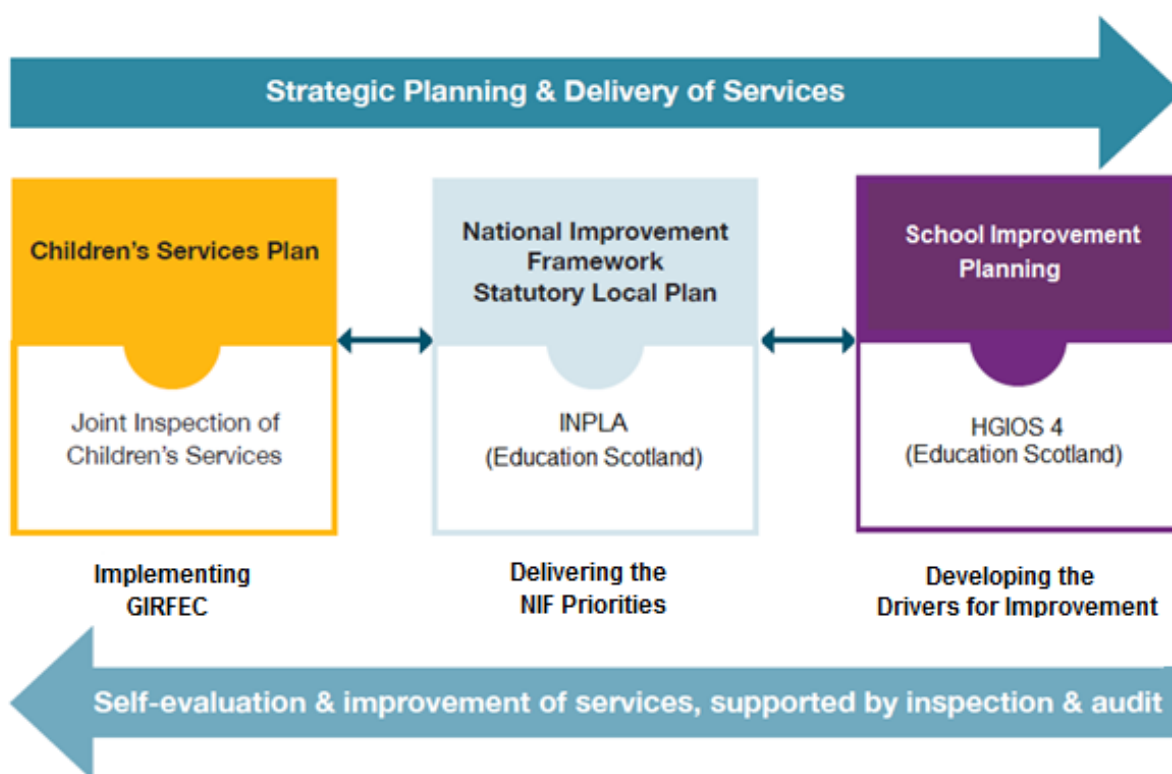 Strategic Planning & Delivery of Services
Children's Services Plan
Joint Inspection of
Children's Services
Implementing
GIRFEC
National Improvement
Framework
Statutory Local Plan
INPLA
(Education Scotland)
Delivering the
NIF Priorities
School Improvement
Planning
HGIOS 4
(Education Scotland)
Developing the
Drivers for Improvement
Self-evaluation & improvement of services, supported by inspection & audit